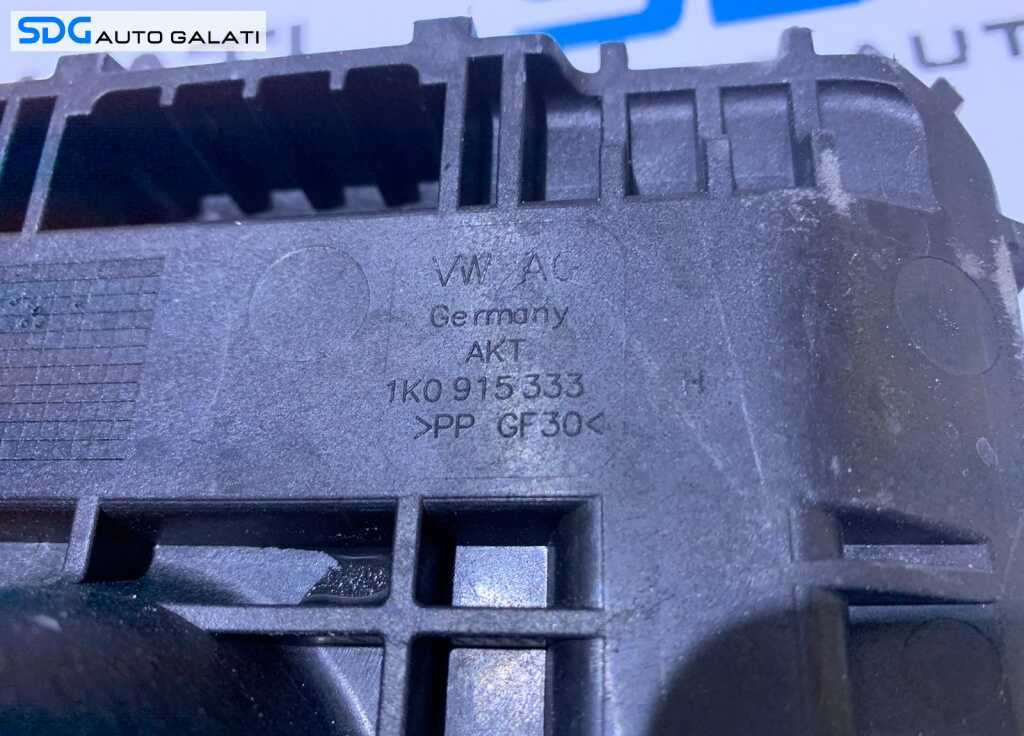 SDG AUTO GALATI
VW AG
Germany
AKT
1K0 915 333 H
>PP GF30<